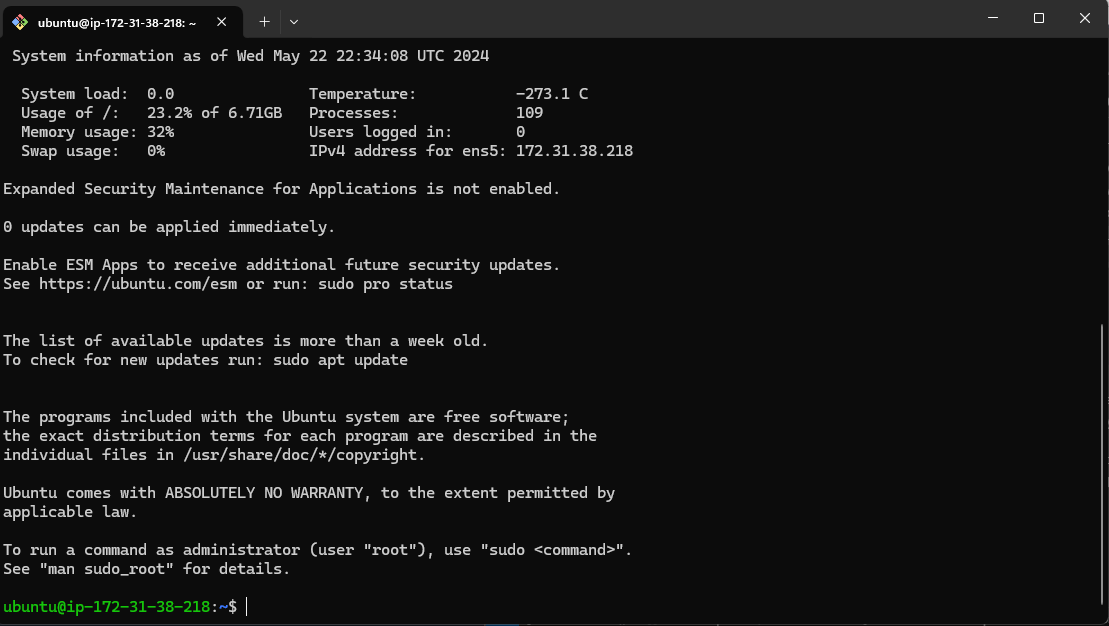 ubuntu@ip-172-31-38-218: ~
System information as of Wed May 22 22:34:08 UTC 2024
System load:  0.0               Temperature:           -273.1 C
Usage of /:   23.2% of 6.71GB   Processes:             109
Memory usage: 32%               Users logged in:       0
Swap usage:   0%                IPv4 address for ens5: 172.31.38.218
Expanded Security Maintenance for Applications is not enabled.
0 updates can be applied immediately.
Enable ESM Apps to receive additional future security updates.
See https://ubuntu.com/esm or run: sudo pro status
The list of available updates is more than a week old.
To check for new updates run: sudo apt update
The programs included with the Ubuntu system are free software;
the exact distribution terms for each program are described in the
individual files in /usr/share/doc/*/copyright.
Ubuntu comes with ABSOLUTELY NO WARRANTY, to the extent permitted by
applicable law.
To run a command as administrator (user "root"), use "sudo <command>".
See "man sudo_root" for details.
ubuntu@ip-172-31-38-218:~$